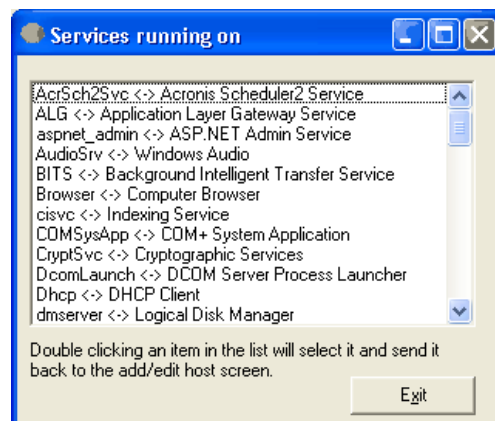 Services running on
AcrSch2Svc <-> Acronis Scheduler2 Service
ALG <-> Application Layer Gateway Service
aspnet_admin <-> ASP.NET Admin Service
AudioSrv <-> Windows Audio
BITS <-> Background Intelligent Transfer Service
Browser <-> Computer Browser
cisvc <-> Indexing Service
COMSysApp <-> COM+ System Application
CryptSvc <-> Cryptographic Services
DcomLaunch <-> DCOM Server Process Launcher
Dhcp <-> DHCP Client
dmserver <-> Logical Disk Manager
Double clicking an item in the list will select it and send it
back to the add/edit host screen.
Exit